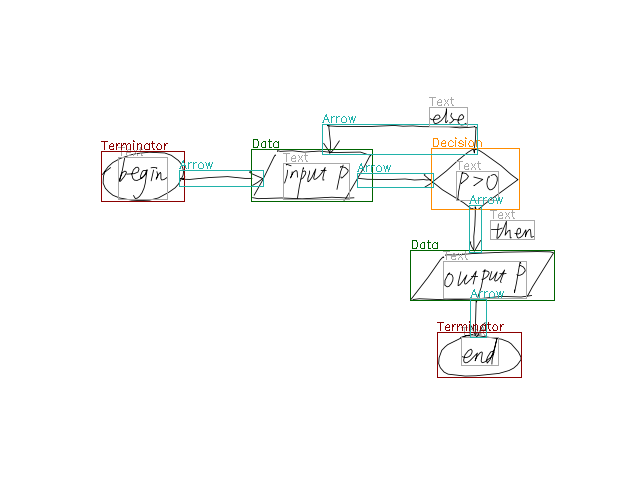 Text
else
Arrow
Terminator
Data
Decision
Text
begin
Arrow
Text
input p
Arrow
Text
p>0
Arrow
Text
then
Data
Text
output p
Arrow
Terminator
end